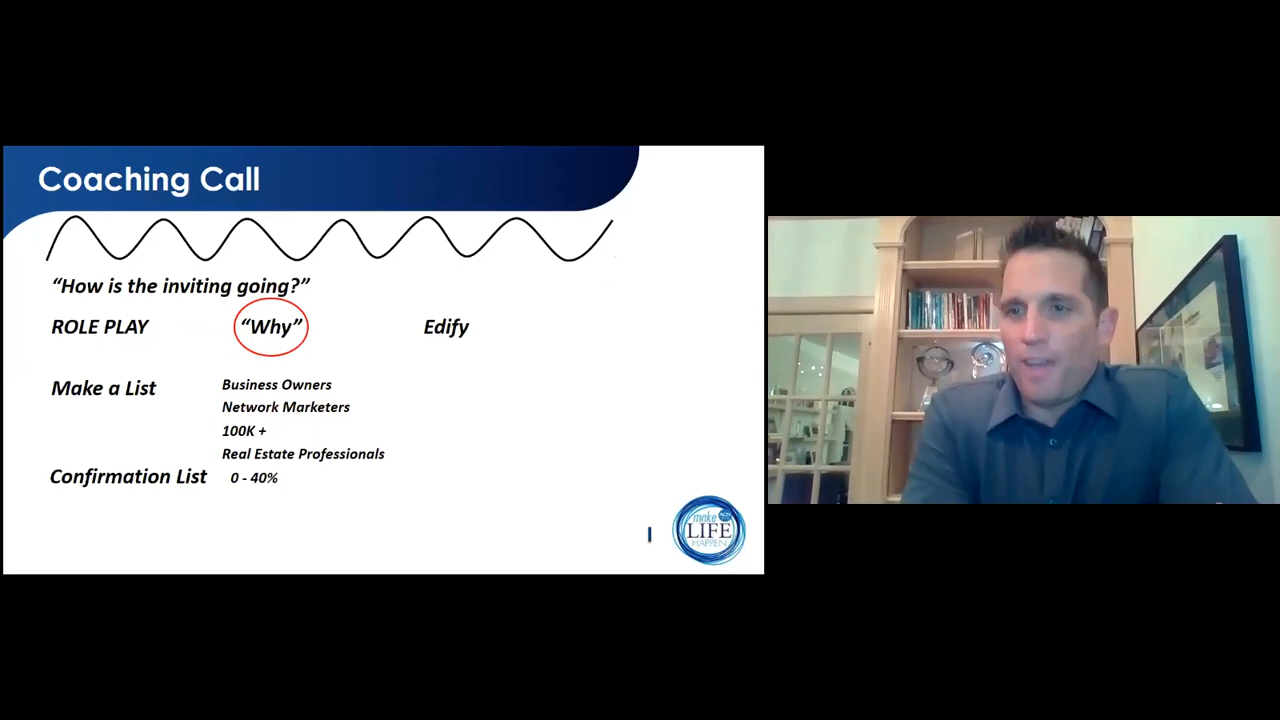 Coaching Call
“How is the inviting going?”
ROLE PLAY “Why” Edify
Make a List Business Owners
Network Marketers
100K +
Real Estate Professionals
Confirmation List 0 - 40%
make ACN
LIFE
HAPPEN